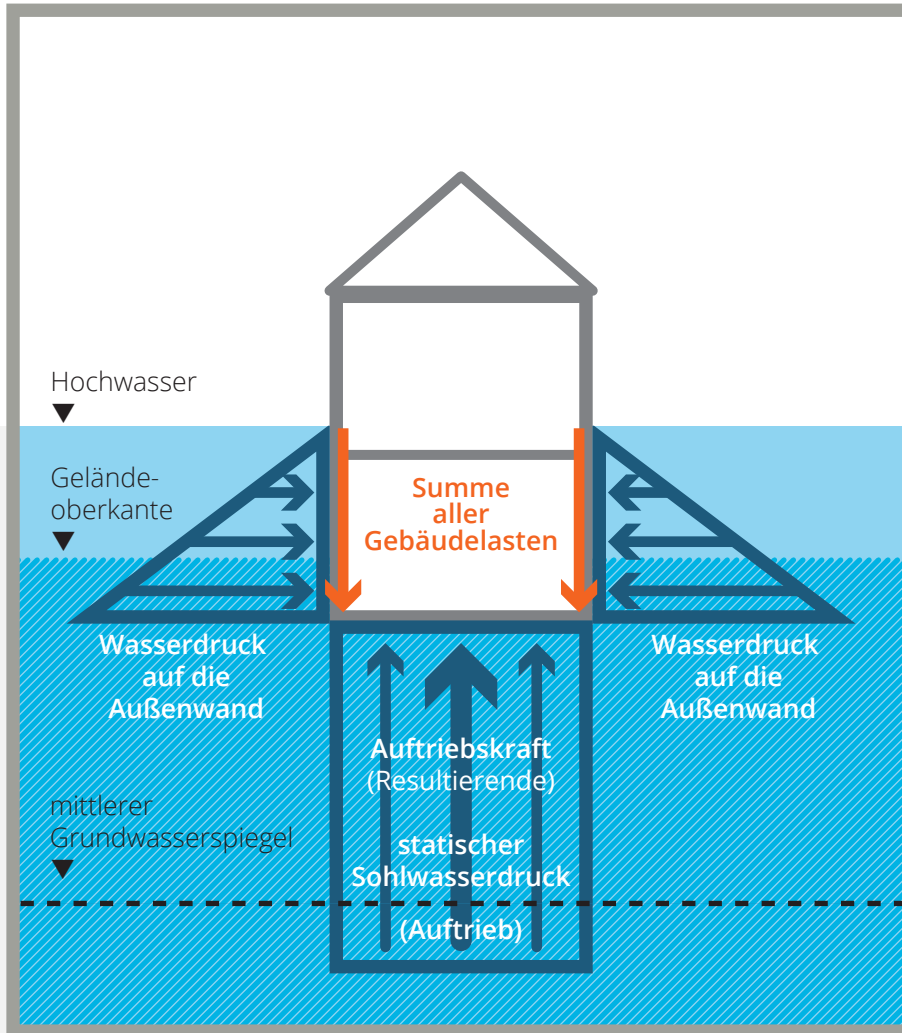 Hochwasser
Gelände-
oberkante
Summe
aller
Gebäudelasten
Wasserdruck
auf die
Außenwand
Wasserdruck
auf die
Außenwand
Auftriebskraft
(Resultierende)
mittlerer
Grundwasserspiegel
statischer
Sohlwasserdruck
(Auftrieb)